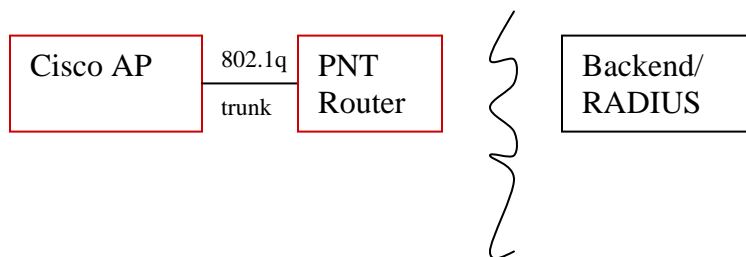 Cisco AP
802.1q
trunk
PNT
Router
Backend/
RADIUS